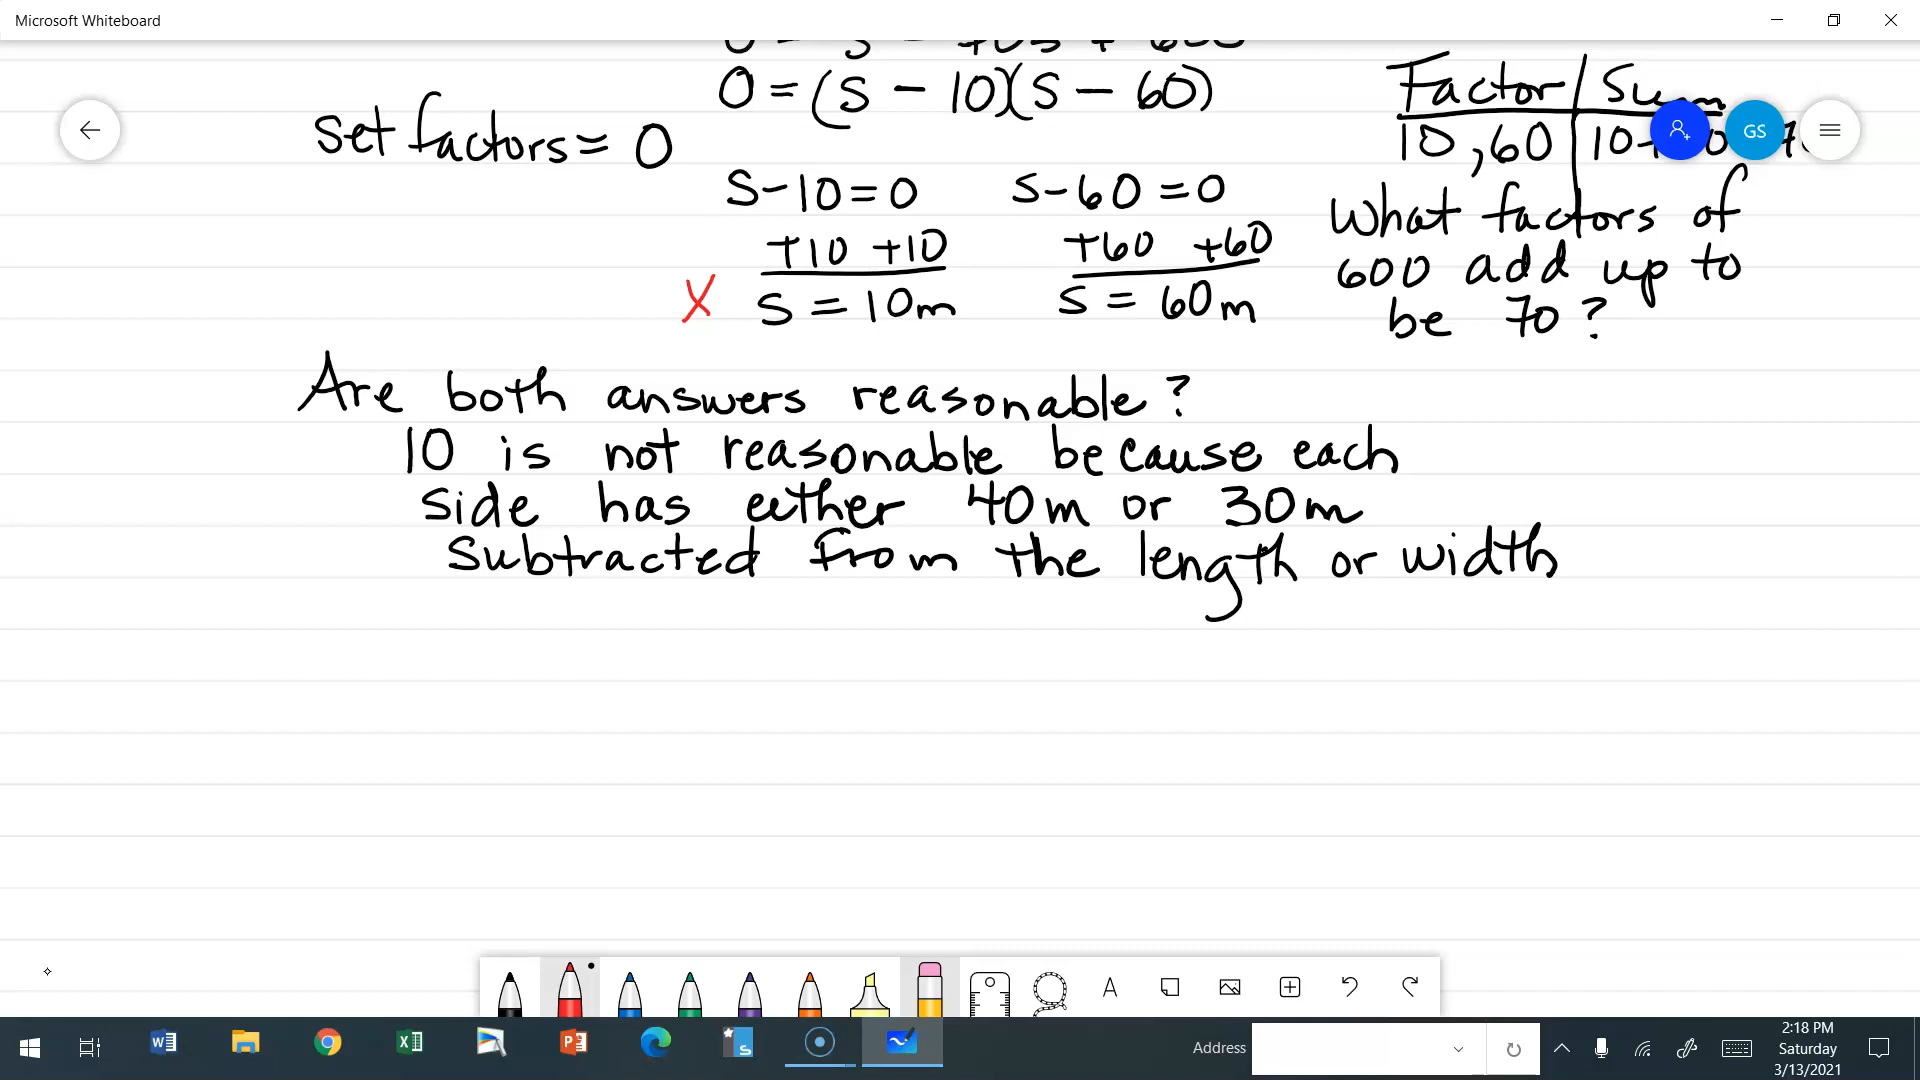 Microsoft Whiteboard
0 = (S - 10)(S - 60)
Set factors = 0
Factor Sum
10, 60 10+
S-10=0 S-60=0
+10 +10 +60 +60
X S = 10m S = 60m
What factors of
600 add up to
be 70?
Are both answers reasonable?
10 is not reasonable because each
side has either 40m or 30m
subtracted from the length or width
GS
Address
2:18 PM
Saturday
3/13/2021